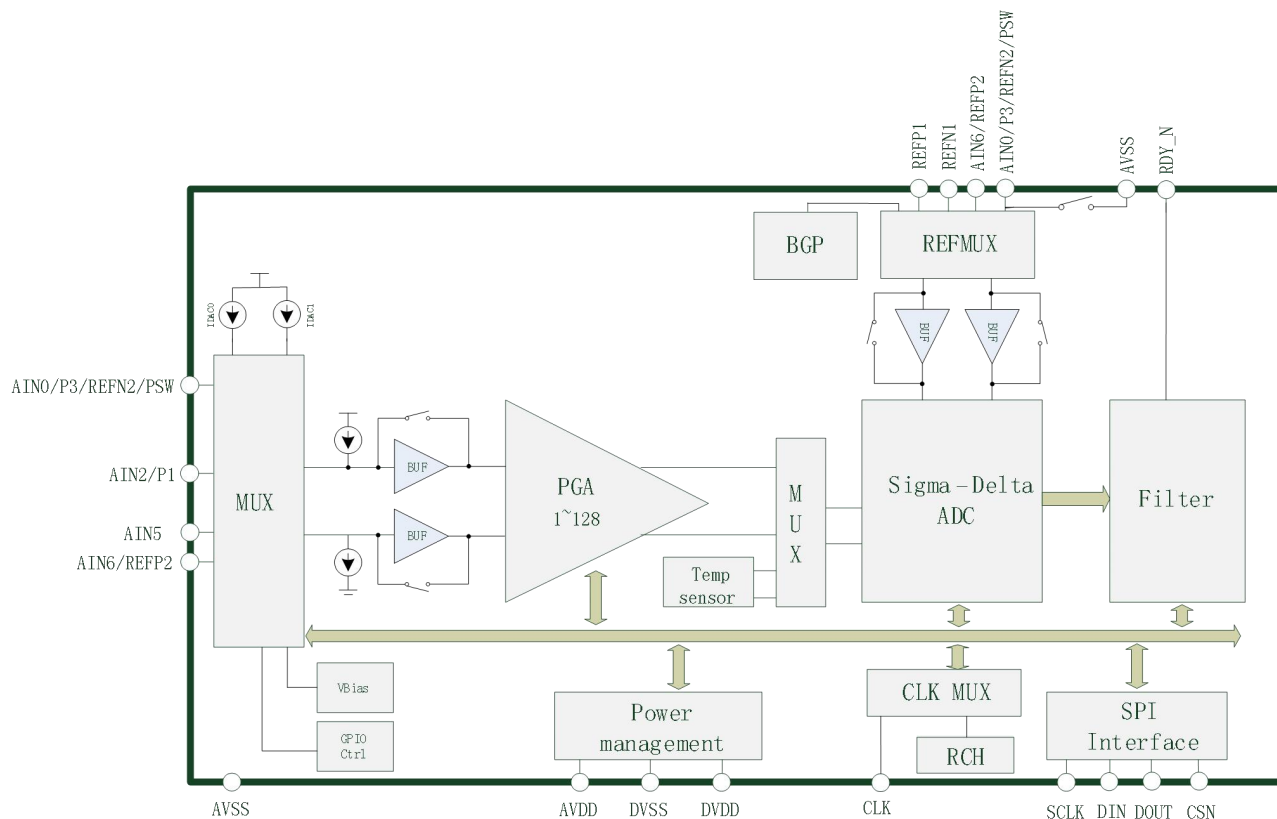 REFP1
REFN1
AIN6/REFP2
AIN0/P3/REFN2/PSW
AVSS
RDY_N
BGP
REFMUX
IDAC0
IDAC1
BUF
BUF
AIN0/P3/REFN2/PSW
AIN2/P1
AIN5
AIN6/REFP2
MUX
BUF
BUF
PGA
1~128
MUX
Temp
sensor
Sigma-Delta
ADC
Filter
VBias
GPIO
Ctrl
Power
management
CLK MUX
RCH
SPI
Interface
AVSS
AVDD
DVSS
DVDD
CLK
SCLK
DIN
DOUT
CSN